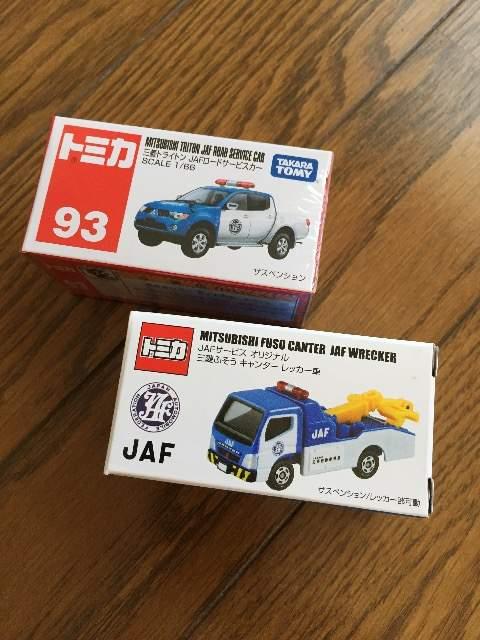 トミカ
93
MITSUBISHI TRITON JAF ROAD SERVICE CAR
三菱トライトン JAFロードサービスカー
SCALE 1/66
TAKARA TOMY
サスペンション
トミカ
MITSUBISHI FUSO CANTER JAF WRECKER
JAFサービス オリジナル
三菱ふそう キャンター レッカー車
JAPAN AUTOMOBILE FEDERATION
JAF
JAF
JAF
サスペンション/レッカー部可動